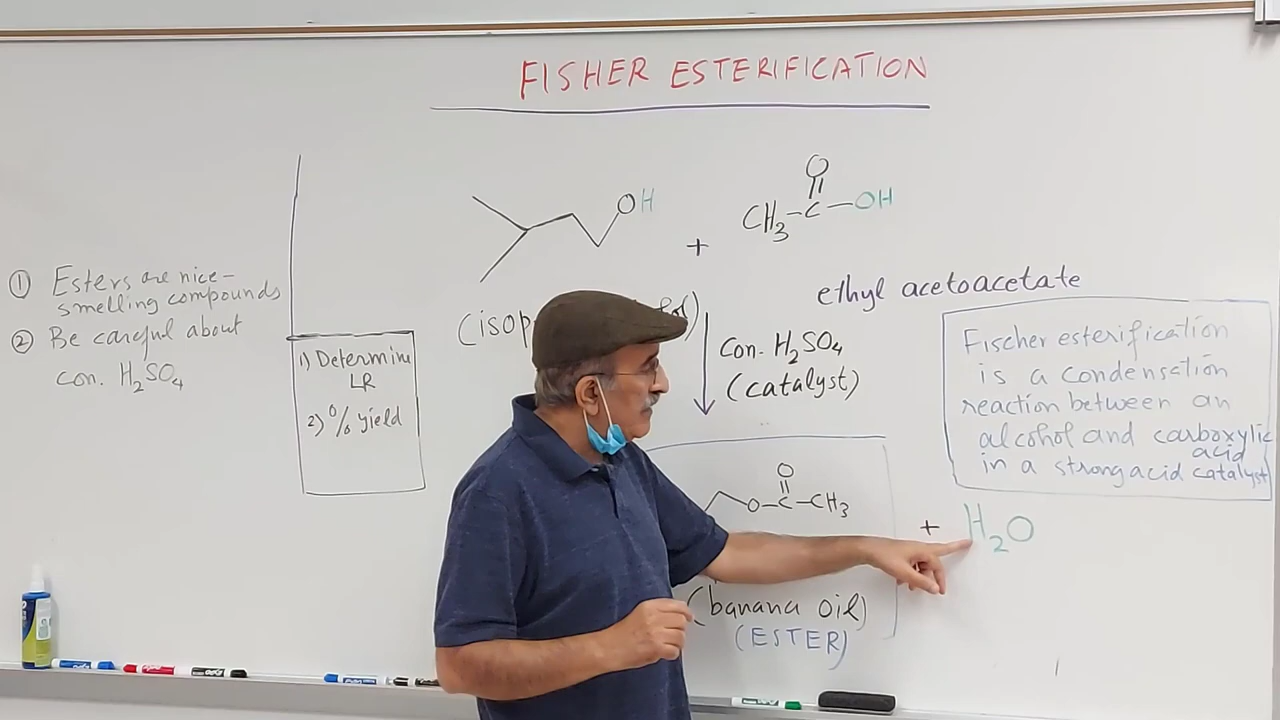 FISHER ESTERIFICATION
OH
+
O
CH3-C-OH
① Esters are nice-
smelling compounds
② Be careful about
con. H2SO4
1) Determine
LR
2) % yield
ethyl acetoacetate
Con. H2SO4
(catalyst)
Fischer esterification
is a condensation
reaction between an
alcohol and carboxylic
acid
in a strong acid catalyst
O
O-C-CH3
+ H2O
(banana oil)
(ESTER)